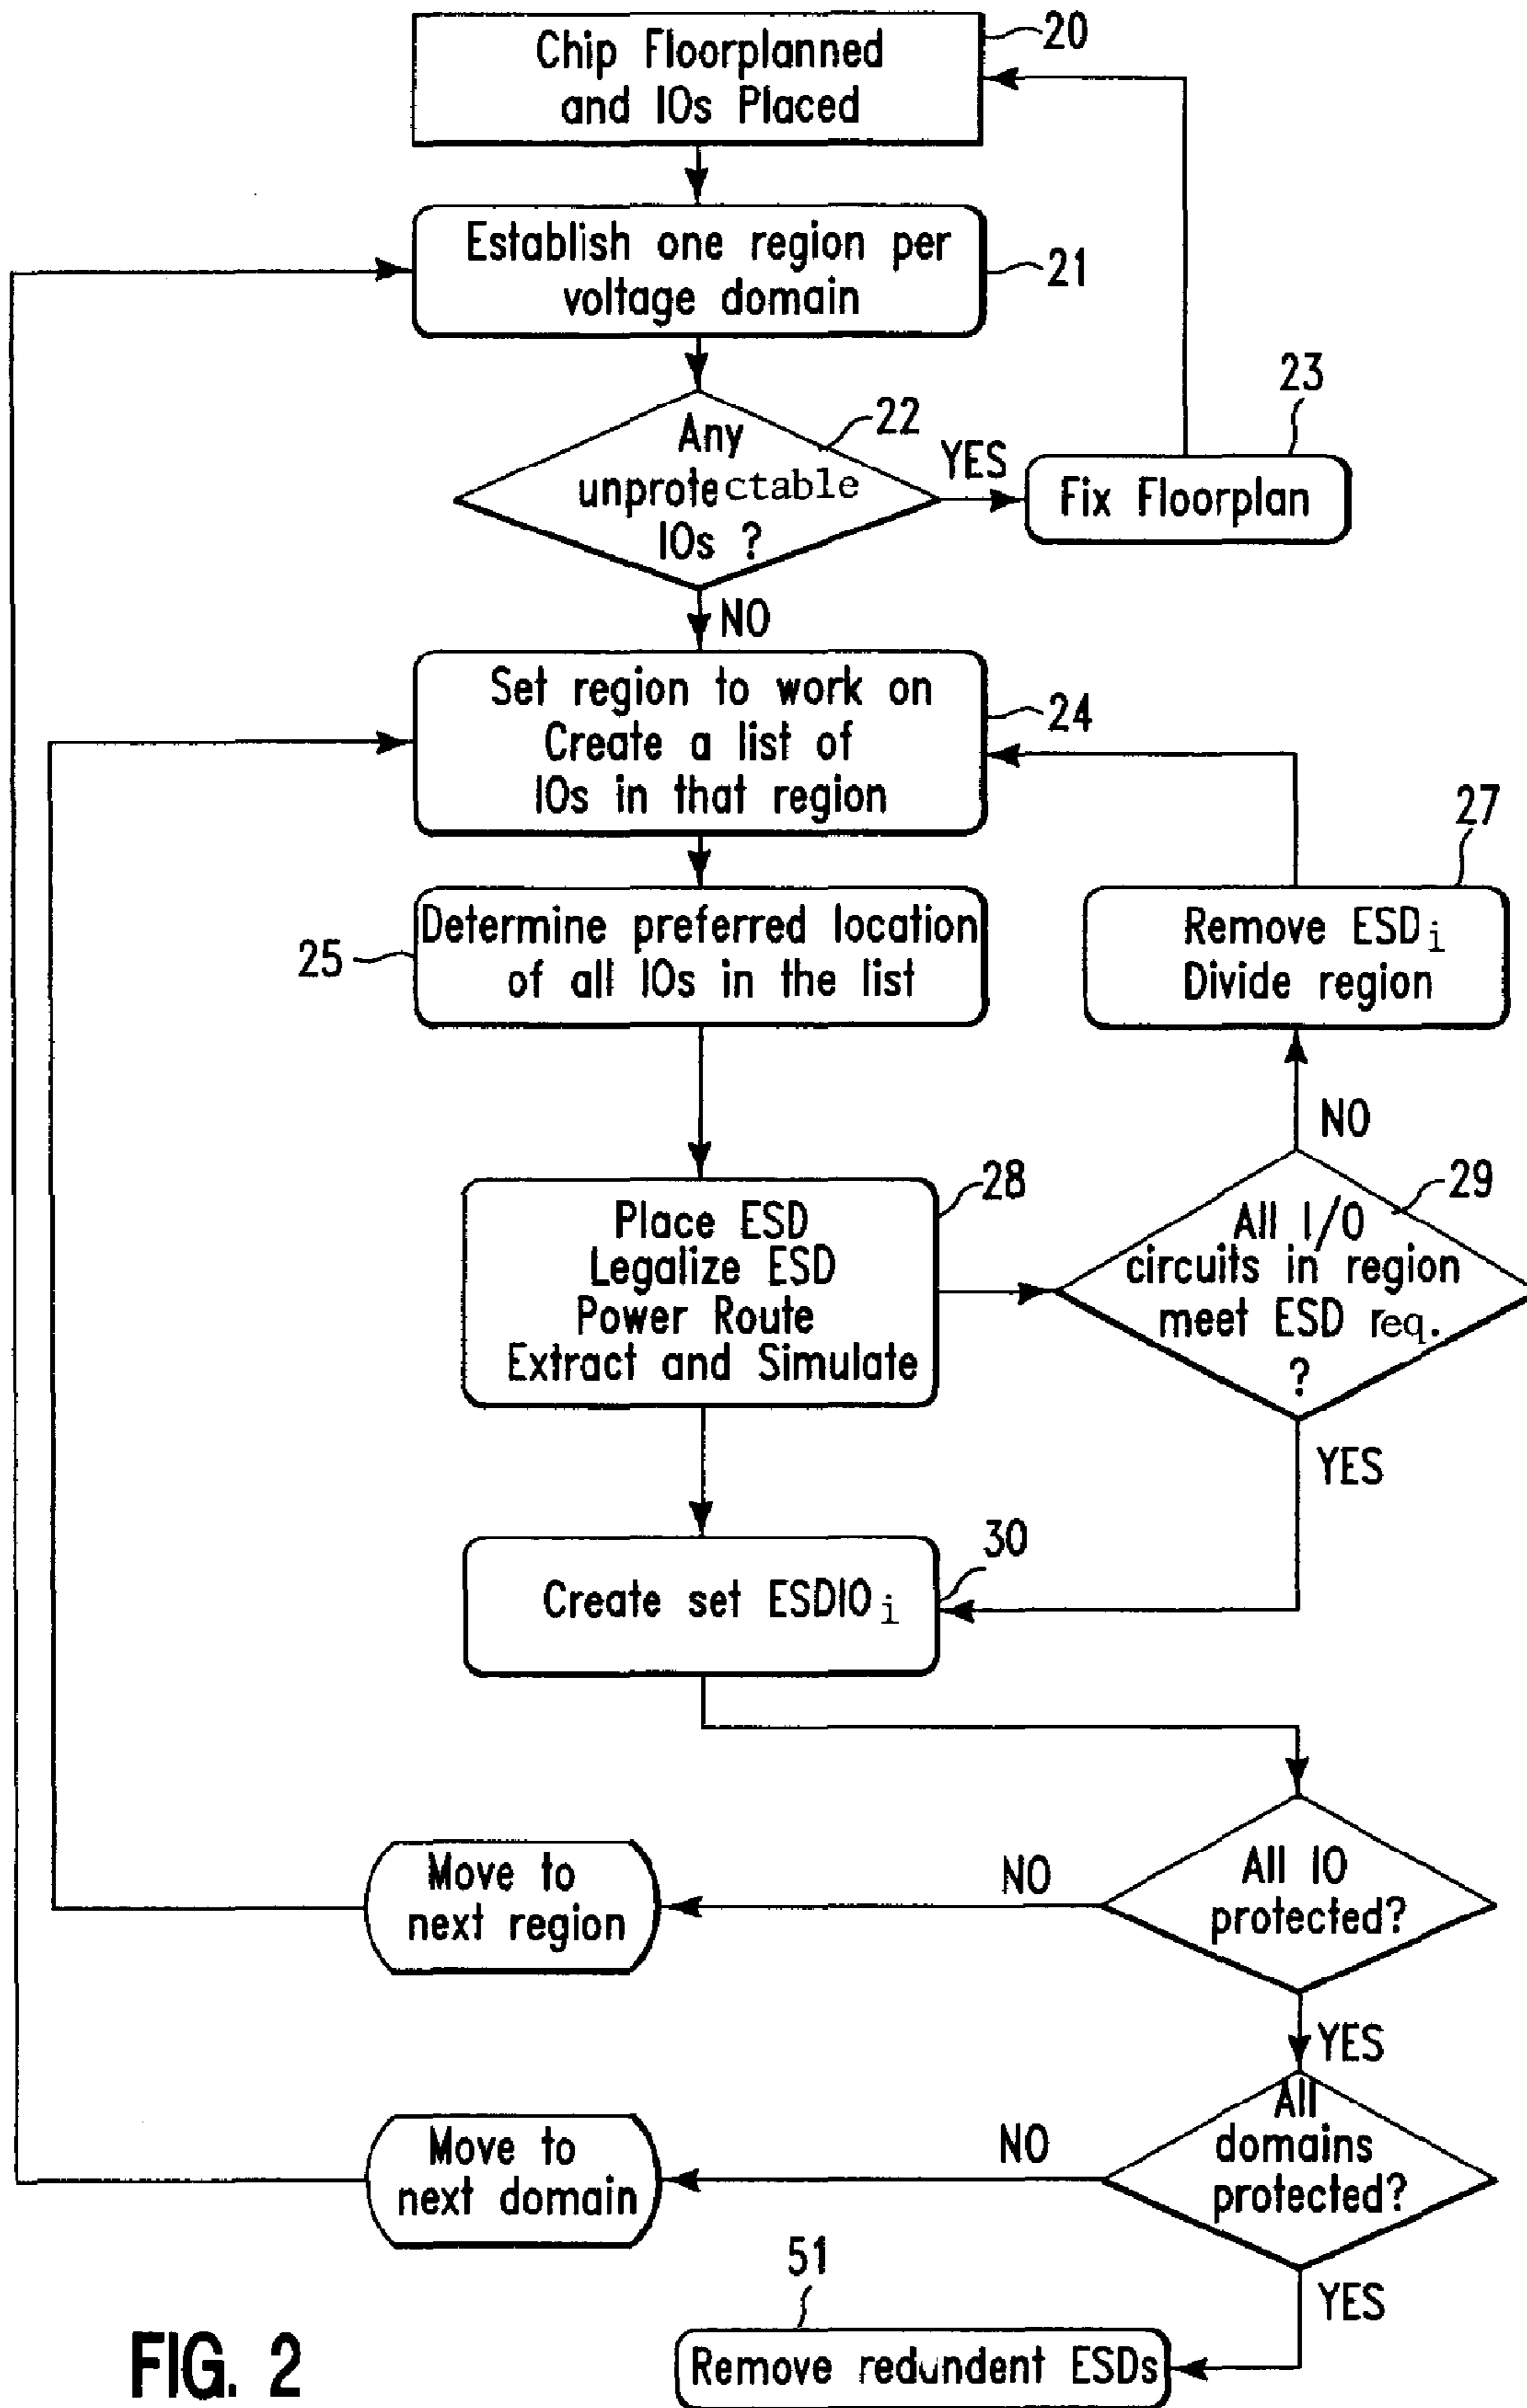 20
Chip Floorplanned
and IOs Placed
Establish one region per
voltage domain
21
Any
unprotectable
IOs ?
22
YES
23
Fix Floorplan
NO
Set region to work on
Create a list of
IOs in that region
24
27
25
Determine preferred location
of all IOs in the list
Remove ESDi
Divide region
NO
28
Place ESD
Legalize ESD
Power Route
Extract and Simulate
29
All I/O
circuits in region
meet ESD req.
?
YES
30
Create set ESDIOi
Move to
next region
NO
All IO
protected?
YES
Move to
next domain
NO
All
domains
protected?
YES
51
Remove redundent ESDs
FIG. 2